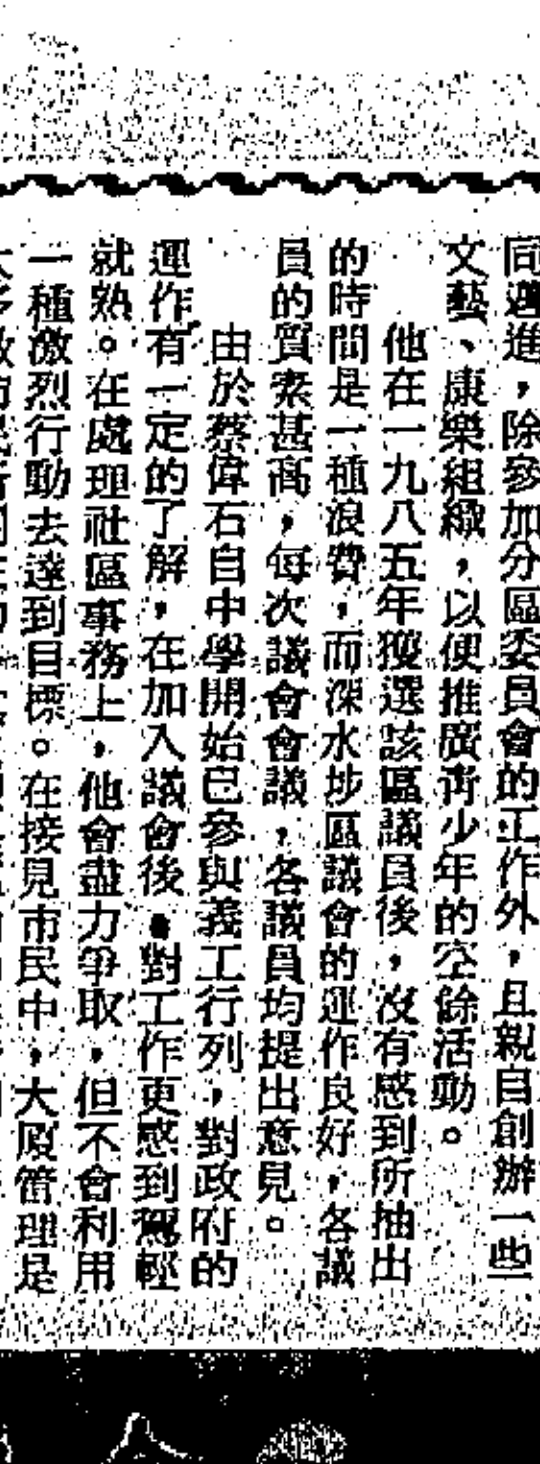 同邁進，除參加分區委員會的工作外，且親自創辦一些
文藝、康樂組織，以便推廣靑少年的空餘活動。
他在一九八五年獲選該區議員後，沒有感到所抽出
的時間是一種浪費，而深水埗區議會的運作良好，各議
員的質素甚高，每次議會會議，各議員均提出意見。
由於蔡偉石自中學開始已參與義工行列，對政府的
運作有一定的了解，在加入議會後，對工作更感到駕輕
就熟。在處理社區事務上，他會盡力爭取，但不會利用
一種激烈行動去達到目標。在接見市民中，大厦管理是